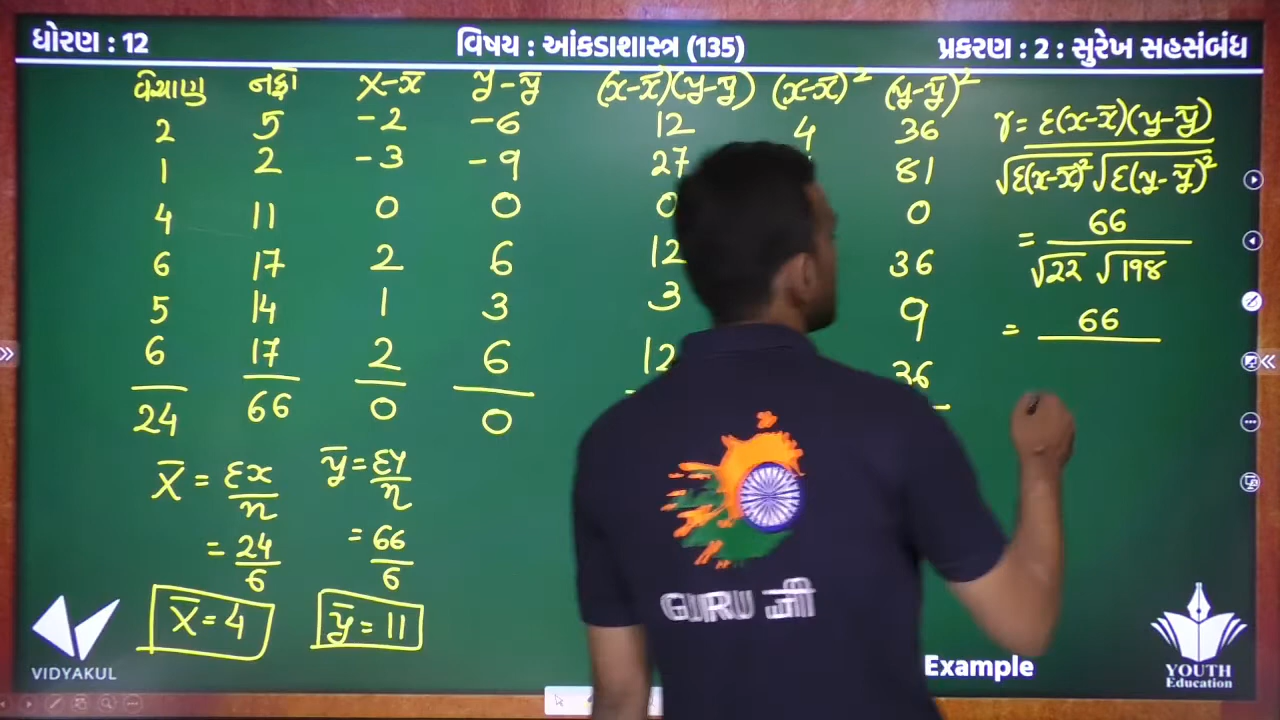 ધોરણ : 12 વિષય : આંકડાશાસ્ત્ર (135) પ્રકરણ : 2 : સુરેખ સહસંબંધ
વેચાણ નફો x-x̅ y-y̅ (x-x̅)(y-y̅) (x-x̅)² (y-y̅)²
2 5 -2 -6 12 4 36
1 2 -3 -9 27 81
4 11 0 0 0 0
6 17 2 6 12 36
5 14 1 3 3 9
6 17 2 6 12 36
24 66 0 0
x̅ = Σx/n y̅ = Σy/n
= 24/6 = 66/6
x̅ = 4 y̅ = 11
r = Σ(x-x̅)(y-y̅)
√Σ(x-x̅)² √Σ(y-y̅)²
= 66
√22 √198
= 66
GURU जी
VIDYAKUL
Example
YOUTH
Education